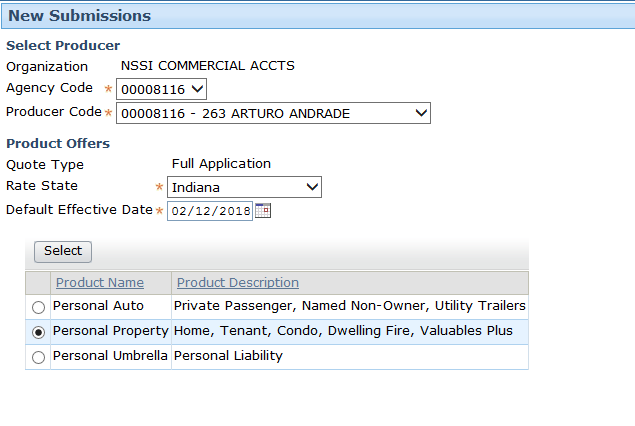 New Submissions
Select Producer
Organization NSSI COMMERCIAL ACCTS
Agency Code * 00008116
Producer Code * 00008116 - 263 ARTURO ANDRADE
Product Offers
Quote Type Full Application
Rate State * Indiana
Default Effective Date * 02/12/2018
Select
Product Name Product Description
Personal Auto Private Passenger, Named Non-Owner, Utility Trailers
Personal Property Home, Tenant, Condo, Dwelling Fire, Valuables Plus
Personal Umbrella Personal Liability